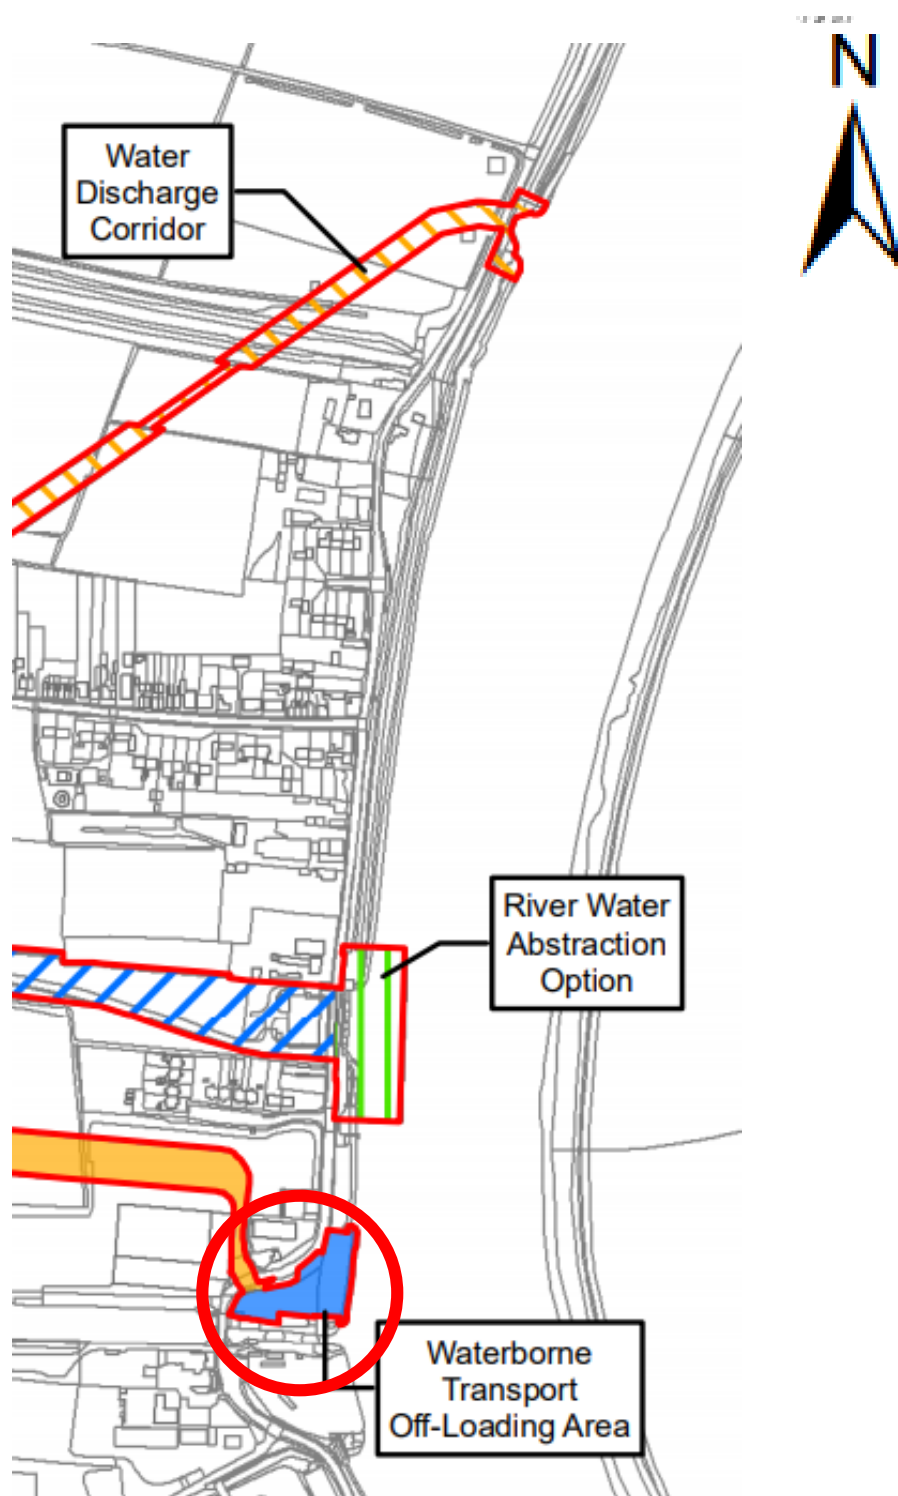 N
Water
Discharge
Corridor
River Water
Abstraction
Option
Waterborne
Transport
Off-Loading Area